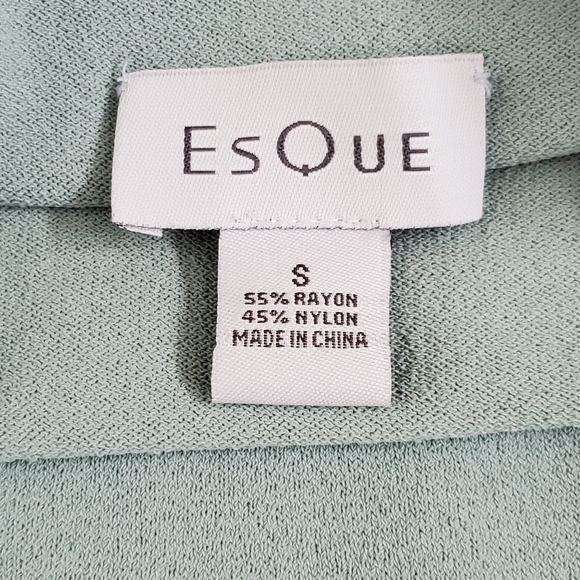 ESQUE
S
55% RAYON
45% NYLON
MADE IN CHINA